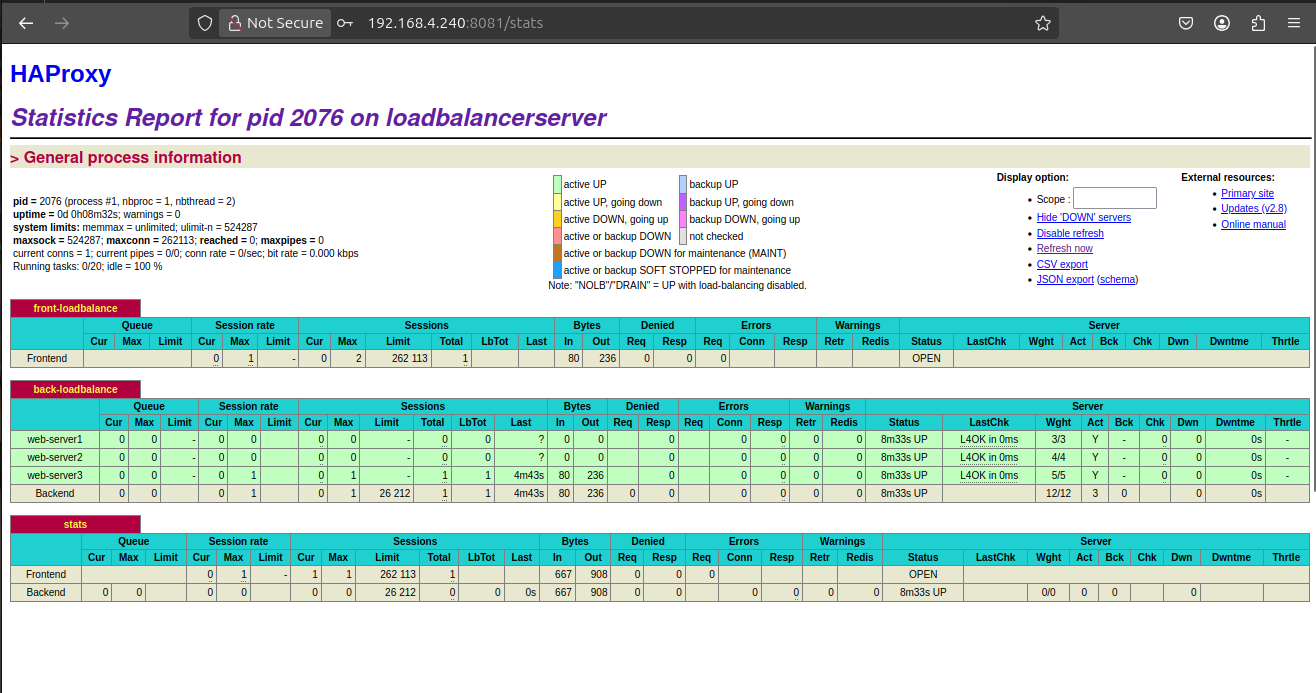 Not Secure 192.168.4.240:8081/stats
HAProxy
Statistics Report for pid 2076 on loadbalancerserver
> General process information
pid = 2076 (process #1, nbproc = 1, nbthread = 2)
uptime = 0d 0h08m32s; warnings = 0
system limits: memmax = unlimited; ulimit-n = 524287
maxsock = 524287; maxconn = 262113; reached = 0; maxpipes = 0
current conns = 1; current pipes = 0/0; conn rate = 0/sec; bit rate = 0.000 kbps
Running tasks: 0/20; idle = 100 %
active UP backup UP
active UP, going down backup UP, going down
active DOWN, going up backup DOWN, going up
active or backup DOWN not checked
active or backup DOWN for maintenance (MAINT)
active or backup SOFT STOPPED for maintenance
Note: "NOLB"/"DRAIN" = UP with load-balancing disabled.
Display option:
Scope :
Hide 'DOWN' servers
Disable refresh
Refresh now
CSV export
JSON export (schema)
External resources:
Primary site
Updates (v2.8)
Online manual
front-loadbalance
Queue Session rate Sessions Bytes Denied Errors Warnings Server
Cur Max Limit Cur Max Limit Cur Max Limit Total LbTot Last In Out Req Resp Req Conn Resp Retr Redis Status LastChk Wght Act Bck Chk Dwn Dwntme Thrtle
Frontend 0 1 - 0 2 262 113 1 80 236 0 0 0 OPEN
back-loadbalance
Queue Session rate Sessions Bytes Denied Errors Warnings Server
Cur Max Limit Cur Max Limit Cur Max Limit Total LbTot Last In Out Req Resp Req Conn Resp Retr Redis Status LastChk Wght Act Bck Chk Dwn Dwntme Thrtle
web-server1 0 0 - 0 0 0 0 - 0 0 ? 0 0 0 0 0 0 0 8m33s UP L4OK in 0ms 3/3 Y - 0 0 0s -
web-server2 0 0 - 0 0 0 0 - 0 0 ? 0 0 0 0 0 0 0 8m33s UP L4OK in 0ms 4/4 Y - 0 0 0s -
web-server3 0 0 - 0 1 0 1 - 1 1 4m43s 80 236 0 0 0 0 0 8m33s UP L4OK in 0ms 5/5 Y - 0 0 0s -
Backend 0 0 0 1 0 1 26 212 1 1 4m43s 80 236 0 0 0 0 0 0 8m33s UP 12/12 3 0 0 0s
stats
Queue Session rate Sessions Bytes Denied Errors Warnings Server
Cur Max Limit Cur Max Limit Cur Max Limit Total LbTot Last In Out Req Resp Req Conn Resp Retr Redis Status LastChk Wght Act Bck Chk Dwn Dwntme Thrtle
Frontend 0 1 - 1 1 262 113 1 667 908 0 0 0 OPEN
Backend 0 0 0 0 0 0 26 212 0 0 0s 667 908 0 0 0 0 0 0 8m33s UP 0/0 0 0 0